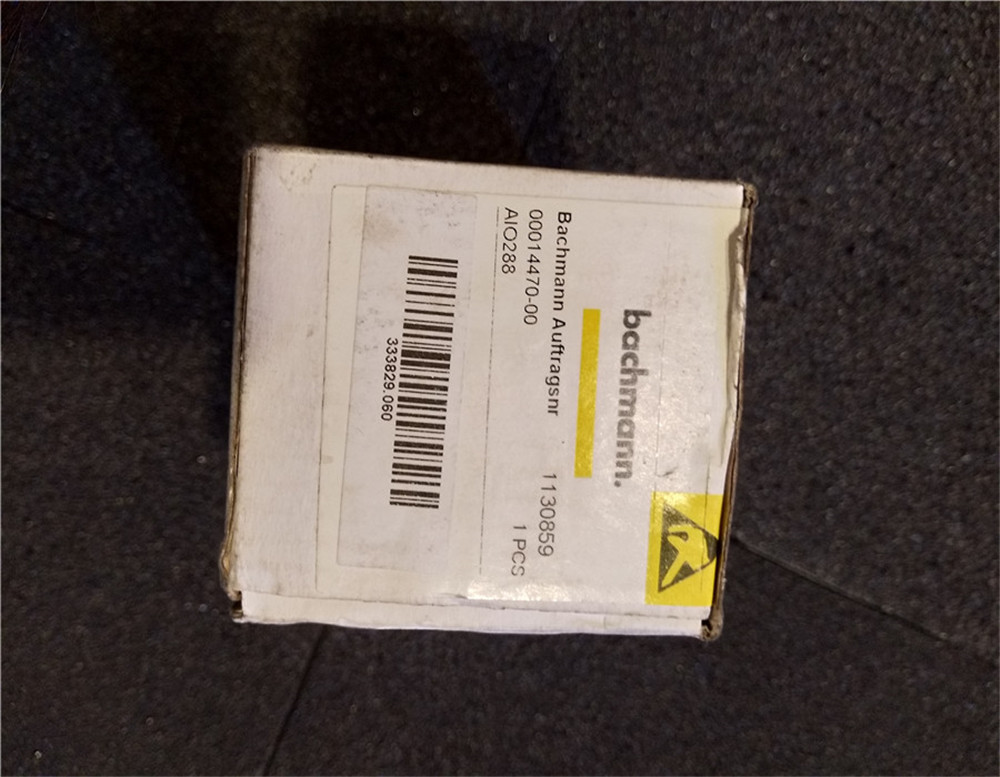 bachmann.
Bachmann Auftragsnr 1130859
00014470-00 1 PCS
AIO288
333829.060